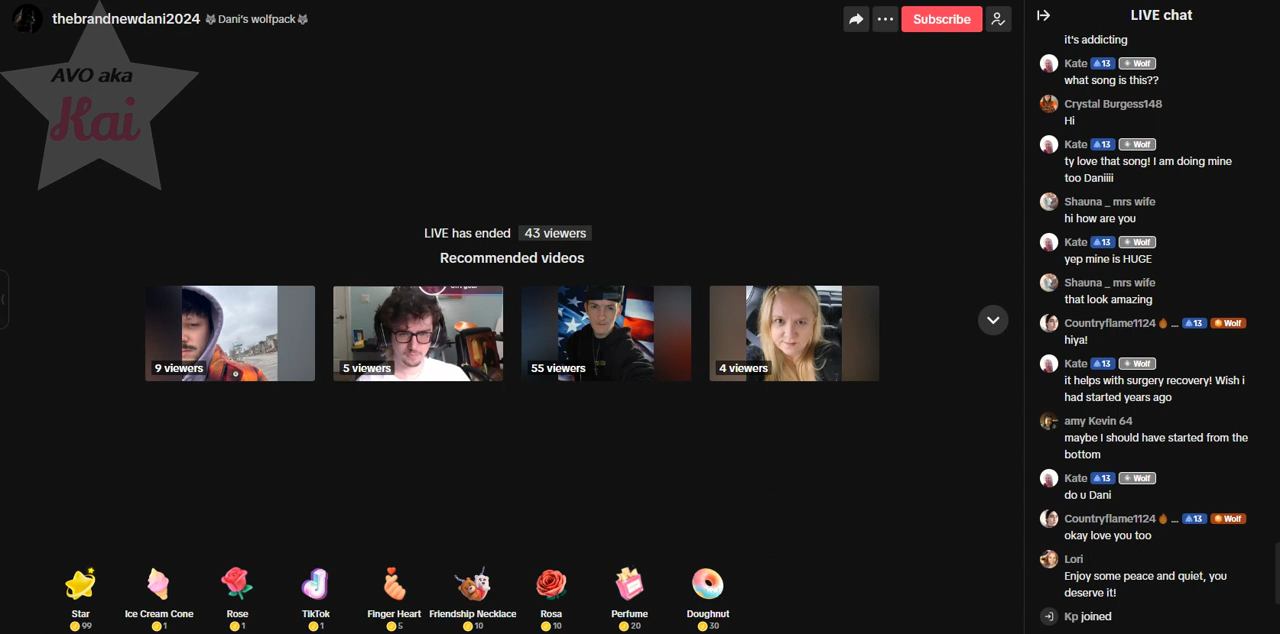 thebrandnewdani2024 🐺Dani's wolfpack🐺
Subscribe
AVO aka
Kai
LIVE has ended 43 viewers
Recommended videos
9 viewers
5 viewers
55 viewers
4 viewers
Star
99
Ice Cream Cone
1
Rose
1
TikTok
1
Finger Heart
5
Friendship Necklace
10
Rosa
10
Perfume
20
Doughnut
30
LIVE chat
it's addicting
Kate 13 Wolf
what song is this??
Crystal Burgess148
Hi
Kate 13 Wolf
ty love that song! I am doing mine
too Daniiii
Shauna _ mrs wife
hi how are you
Kate 13 Wolf
yep mine is HUGE
Shauna _ mrs wife
that look amazing
Countryflame1124 🔥 ... 13 Wolf
hiya!
Kate 13 Wolf
it helps with surgery recovery! Wish i
had started years ago
amy Kevin 64
maybe I should have started from the
bottom
Kate 13 Wolf
do u Dani
Countryflame1124 🔥 ... 13 Wolf
okay love you too
Lori
Enjoy some peace and quiet, you
deserve it!
Kp joined